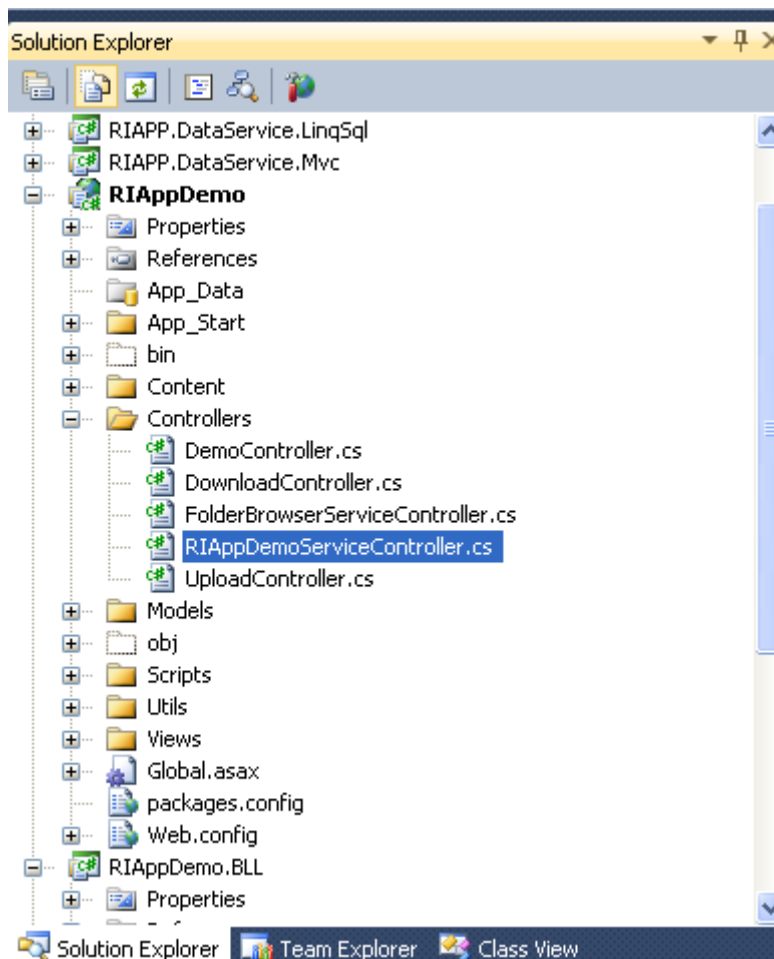 Solution Explorer
RIAPP.DataService.LinqSql
RIAPP.DataService.Mvc
RIAppDemo
Properties
References
App_Data
App_Start
bin
Content
Controllers
DemoController.cs
DownloadController.cs
FolderBrowserServiceController.cs
RIAppDemoServiceController.cs
UploadController.cs
Models
obj
Scripts
Utils
Views
Global.asax
packages.config
Web.config
RIAppDemo.BLL
Properties
Solution Explorer Team Explorer Class View